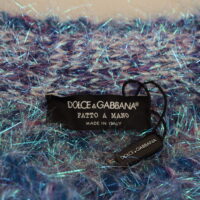 DOLCE & GABBANA
FATTO A MANO
MADE IN ITALY